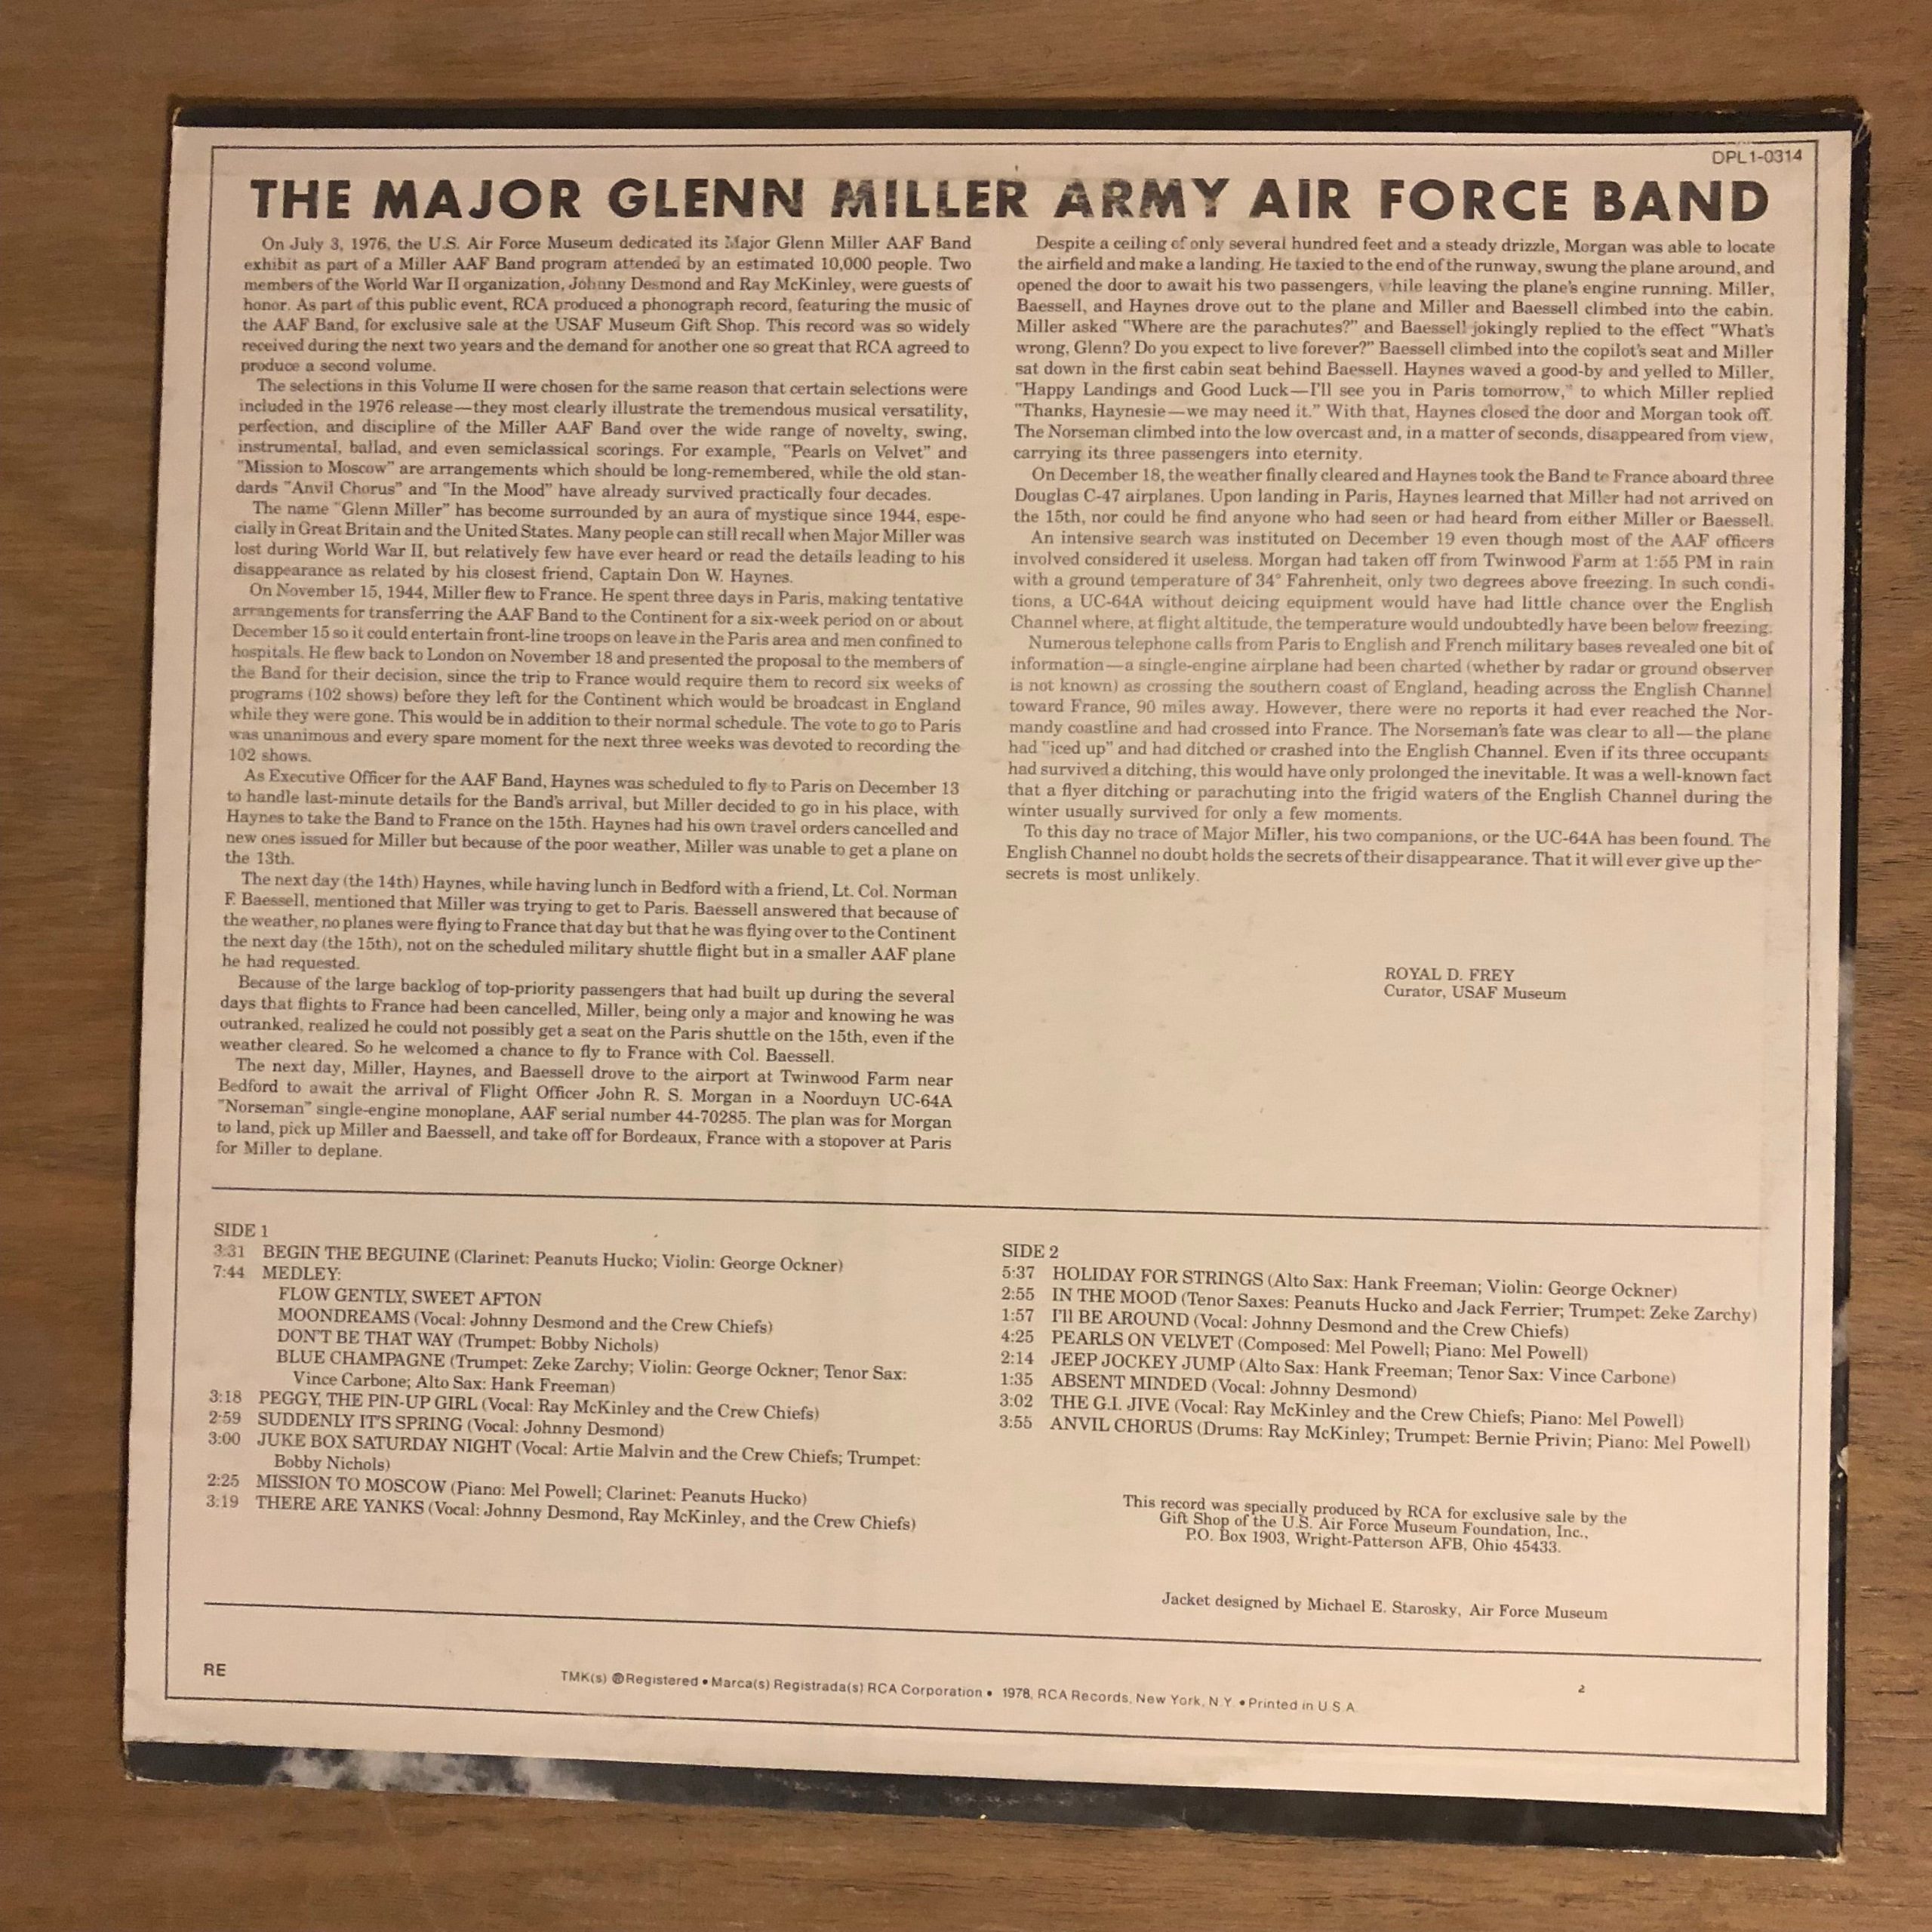 DPL1-0314
THE MAJOR GLENN MILLER ARMY AIR FORCE BAND
On July 3, 1976, the U.S. Air Force Museum dedicated its Major Glenn Miller AAF Band
exhibit as part of a Miller AAF Band program attended by an estimated 10,000 people. Two
members of the World War II organization, Johnny Desmond and Ray McKinley, were guests of
honor. As part of this public event, RCA produced a phonograph record, featuring the music of
the AAF Band, for exclusive sale at the USAF Museum Gift Shop. This record was so widely
received during the next two years and the demand for another one so great that RCA agreed to
produce a second volume.
The selections in this Volume II were chosen for the same reason that certain selections were
included in the 1976 release—they most clearly illustrate the tremendous musical versatility,
perfection, and discipline of the Miller AAF Band over the wide range of novelty, swing,
instrumental, ballad, and even semiclassical scorings. For example, "Pearls on Velvet" and
"Mission to Moscow" are arrangements which should be long-remembered, while the old stan-
dards "Anvil Chorus" and "In the Mood" have already survived practically four decades.
The name "Glenn Miller" has become surrounded by an aura of mystique since 1944, espe-
cially in Great Britain and the United States. Many people can still recall when Major Miller was
lost during World War II, but relatively few have ever heard or read the details leading to his
disappearance as related by his closest friend, Captain Don W. Haynes.
On November 15, 1944, Miller flew to France. He spent three days in Paris, making tentative
arrangements for transferring the AAF Band to the Continent for a six-week period on or about
December 15 so it could entertain front-line troops on leave in the Paris area and men confined to
hospitals. He flew back to London on November 18 and presented the proposal to the members of
the Band for their decision, since the trip to France would require them to record six weeks of
programs (102 shows) before they left for the Continent which would be broadcast in England
while they were gone. This would be in addition to their normal schedule. The vote to go to Paris
was unanimous and every spare moment for the next three weeks was devoted to recording the
102 shows.
As Executive Officer for the AAF Band, Haynes was scheduled to fly to Paris on December 13
to handle last-minute details for the Band's arrival, but Miller decided to go in his place, with
Haynes to take the Band to France on the 15th. Haynes had his own travel orders cancelled and
new ones issued for Miller but because of the poor weather, Miller was unable to get a plane on
the 13th.
The next day (the 14th) Haynes, while having lunch in Bedford with a friend, Lt. Col. Norman
F. Baessell, mentioned that Miller was trying to get to Paris. Baessell answered that because of
the weather, no planes were flying to France that day but that he was flying over to the Continent
the next day (the 15th), not on the scheduled military shuttle flight but in a smaller AAF plane
he had requested.
Because of the large backlog of top-priority passengers that had built up during the several
days that flights to France had been cancelled, Miller, being only a major and knowing he was
outranked, realized he could not possibly get a seat on the Paris shuttle on the 15th, even if the
weather cleared. So he welcomed a chance to fly to France with Col. Baessell.
The next day, Miller, Haynes, and Baessell drove to the airport at Twinwood Farm near
Bedford to await the arrival of Flight Officer John R. S. Morgan in a Noorduyn UC-64A
"Norseman" single-engine monoplane, AAF serial number 44-70285. The plan was for Morgan
to land, pick up Miller and Baessell, and take off for Bordeaux, France with a stopover at Paris
for Miller to deplane.
Despite a ceiling of only several hundred feet and a steady drizzle, Morgan was able to locate
the airfield and make a landing. He taxied to the end of the runway, swung the plane around, and
opened the door to await his two passengers, while leaving the plane's engine running. Miller,
Baessell, and Haynes drove out to the plane and Miller and Baessell climbed into the cabin.
Miller asked "Where are the parachutes?" and Baessell jokingly replied to the effect "What's
wrong, Glenn? Do you expect to live forever?" Baessell climbed into the copilot's seat and Miller
sat down in the first cabin seat behind Baessell. Haynes waved a good-by and yelled to Miller,
"Happy Landings and Good Luck—I'll see you in Paris tomorrow," to which Miller replied
"Thanks, Haynesie—we may need it." With that, Haynes closed the door and Morgan took off.
The Norseman climbed into the low overcast and, in a matter of seconds, disappeared from view,
carrying its three passengers into eternity.
On December 18, the weather finally cleared and Haynes took the Band to France aboard three
Douglas C-47 airplanes. Upon landing in Paris, Haynes learned that Miller had not arrived on
the 15th, nor could he find anyone who had seen or had heard from either Miller or Baessell.
An intensive search was instituted on December 19 even though most of the AAF officers
involved considered it useless. Morgan had taken off from Twinwood Farm at 1:55 PM in rain
with a ground temperature of 34° Fahrenheit, only two degrees above freezing. In such condi-
tions, a UC-64A without deicing equipment would have had little chance over the English
Channel where, at flight altitude, the temperature would undoubtedly have been below freezing.
Numerous telephone calls from Paris to English and French military bases revealed one bit of
information—a single-engine airplane had been charted (whether by radar or ground observer
is not known) as crossing the southern coast of England, heading across the English Channel
toward France, 90 miles away. However, there were no reports it had ever reached the Nor-
mandy coastline and had crossed into France. The Norseman's fate was clear to all—the plane
had "iced up" and had ditched or crashed into the English Channel. Even if its three occupants
had survived a ditching, this would have only prolonged the inevitable. It was a well-known fact
that a flyer ditching or parachuting into the frigid waters of the English Channel during the
winter usually survived for only a few moments.
To this day no trace of Major Miller, his two companions, or the UC-64A has been found. The
English Channel no doubt holds the secrets of their disappearance. That it will ever give up these
secrets is most unlikely.
ROYAL D. FREY
Curator, USAF Museum
SIDE 1
3:31 BEGIN THE BEGUINE (Clarinet: Peanuts Hucko; Violin: George Ockner)
7:44 MEDLEY:
FLOW GENTLY, SWEET AFTON
MOONDREAMS (Vocal: Johnny Desmond and the Crew Chiefs)
DON'T BE THAT WAY (Trumpet: Bobby Nichols)
BLUE CHAMPAGNE (Trumpet: Zeke Zarchy; Violin: George Ockner; Tenor Sax:
Vince Carbone; Alto Sax: Hank Freeman)
3:18 PEGGY, THE PIN-UP GIRL (Vocal: Ray McKinley and the Crew Chiefs)
2:59 SUDDENLY IT'S SPRING (Vocal: Johnny Desmond)
3:00 JUKE BOX SATURDAY NIGHT (Vocal: Artie Malvin and the Crew Chiefs; Trumpet:
Bobby Nichols)
2:25 MISSION TO MOSCOW (Piano: Mel Powell; Clarinet: Peanuts Hucko)
3:19 THERE ARE YANKS (Vocal: Johnny Desmond, Ray McKinley, and the Crew Chiefs)
SIDE 2
5:37 HOLIDAY FOR STRINGS (Alto Sax: Hank Freeman; Violin: George Ockner)
2:55 IN THE MOOD (Tenor Saxes: Peanuts Hucko and Jack Ferrier; Trumpet: Zeke Zarchy)
1:57 I'll BE AROUND (Vocal: Johnny Desmond and the Crew Chiefs)
4:25 PEARLS ON VELVET (Composed: Mel Powell; Piano: Mel Powell)
2:14 JEEP JOCKEY JUMP (Alto Sax: Hank Freeman; Tenor Sax: Vince Carbone)
1:35 ABSENT MINDED (Vocal: Johnny Desmond)
3:02 THE G.I. JIVE (Vocal: Ray McKinley and the Crew Chiefs; Piano: Mel Powell)
3:55 ANVIL CHORUS (Drums: Ray McKinley; Trumpet: Bernie Privin; Piano: Mel Powell)
This record was specially produced by RCA for exclusive sale by the
Gift Shop of the U.S. Air Force Museum Foundation, Inc.,
P.O. Box 1903, Wright-Patterson AFB, Ohio 45433.
Jacket designed by Michael E. Starosky, Air Force Museum
RE
TMK(s) ®Registered • Marca(s) Registrada(s) RCA Corporation • 1978, RCA Records, New York, N.Y. • Printed in U.S.A.
2